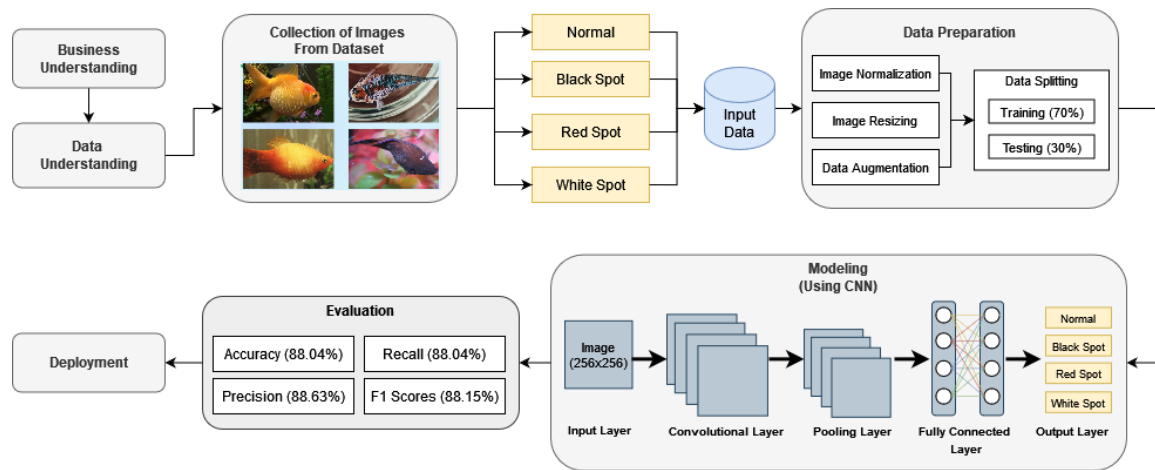 Business
Understanding
Data
Understanding
Collection of Images
From Dataset
Normal
Black Spot
Red Spot
White Spot
Input
Data
Data Preparation
Image Normalization
Image Resizing
Data Augmentation
Data Splitting
Training (70%)
Testing (30%)
Modeling
(Using CNN)
Image
(256x256)
Input Layer
Convolutional Layer
Pooling Layer
Fully Connected
Layer
Normal
Black Spot
Red Spot
White Spot
Output Layer
Evaluation
Accuracy (88.04%)
Recall (88.04%)
Precision (88.63%)
F1 Scores (88.15%)
Deployment